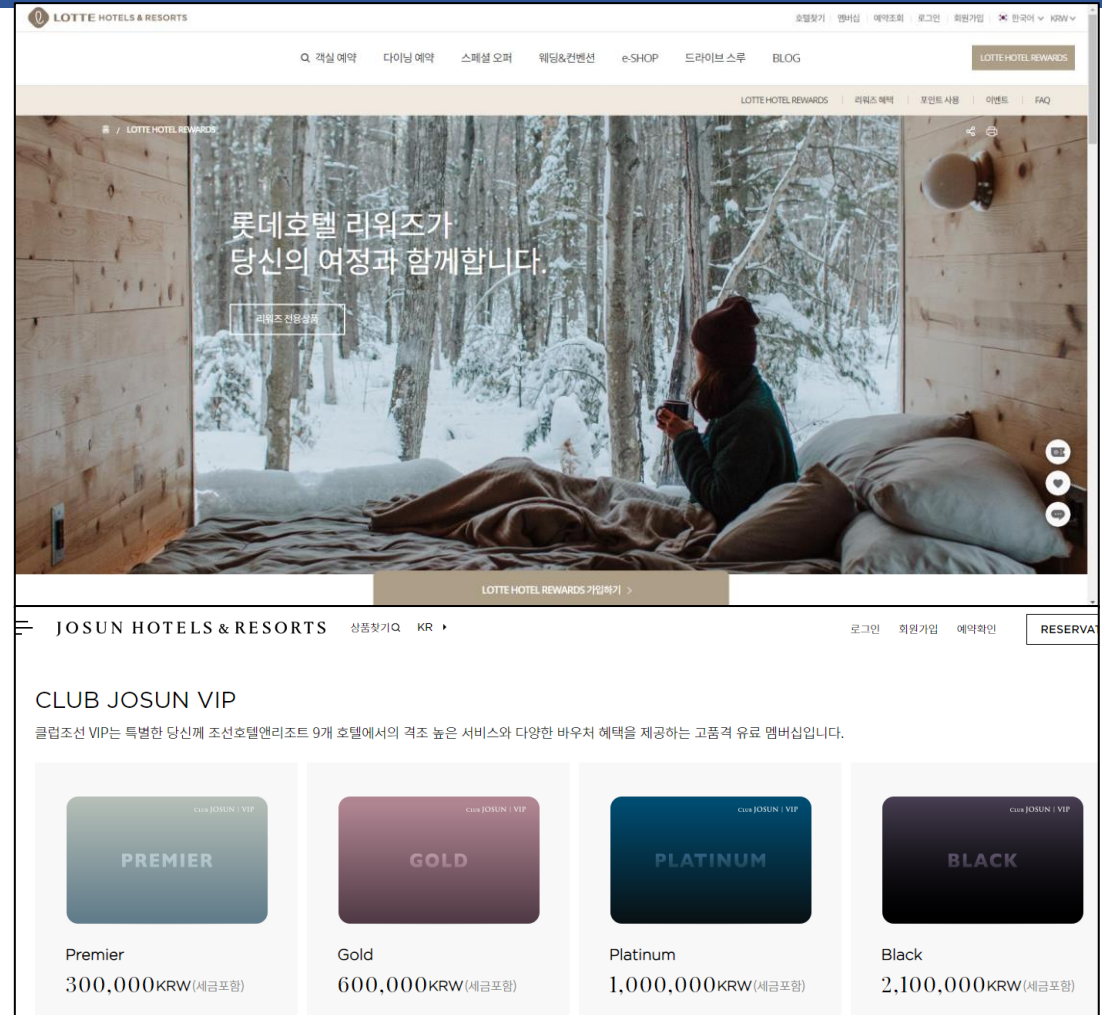 LOTTE HOTELS & RESORTS
호텔찾기 멤버십 예약조회 로그인 회원가입 한국어 KRW
객실 예약 다이닝 예약 스페셜 오퍼 웨딩&컨벤션 e-SHOP 드라이브 스루 BLOG
LOTTE HOTEL REWARDS
LOTTE HOTEL REWARDS 리워즈 혜택 포인트 사용 이벤트 FAQ
홈 / LOTTE HOTEL REWARDS
롯데호텔 리워즈가
당신의 여정과 함께합니다.
리워즈 전용상품
LOTTE HOTEL REWARDS 가입하기 >
JOSUN HOTELS & RESORTS 상품찾기 KR 로그인 회원가입 예약확인 RESERVAT
CLUB JOSUN VIP
클럽조선 VIP는 특별한 당신께 조선호텔앤리조트 9개 호텔에서의 격조 높은 서비스와 다양한 바우처 혜택을 제공하는 고품격 유료 멤버십입니다.
CLUB JOSUN | VIP CLUB JOSUN | VIP CLUB JOSUN | VIP CLUB JOSUN | VIP
PREMIER GOLD PLATINUM BLACK
Premier Gold Platinum Black
300,000KRW(세금포함) 600,000KRW(세금포함) 1,000,000KRW(세금포함) 2,100,000KRW(세금포함)